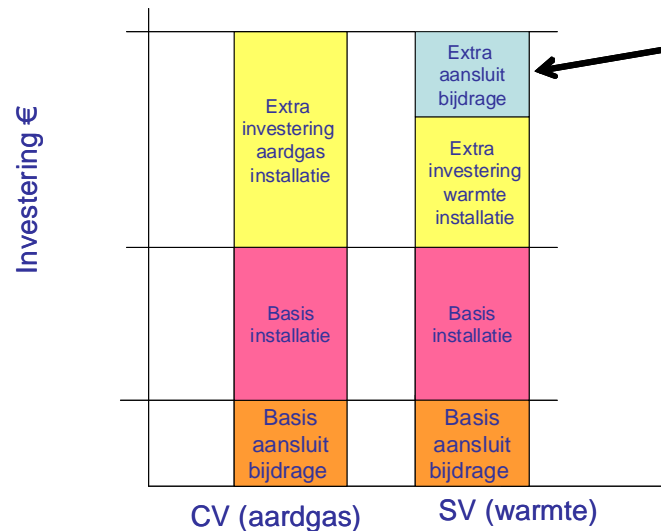 Investering €
Extra
investering
aardgas
installatie
Basis
installatie
Basis
aansluit
bijdrage
Extra
aansluit
bijdrage
Extra
investering
warmte
installatie
Basis
installatie
Basis
aansluit
bijdrage
CV (aardgas)
SV (warmte)